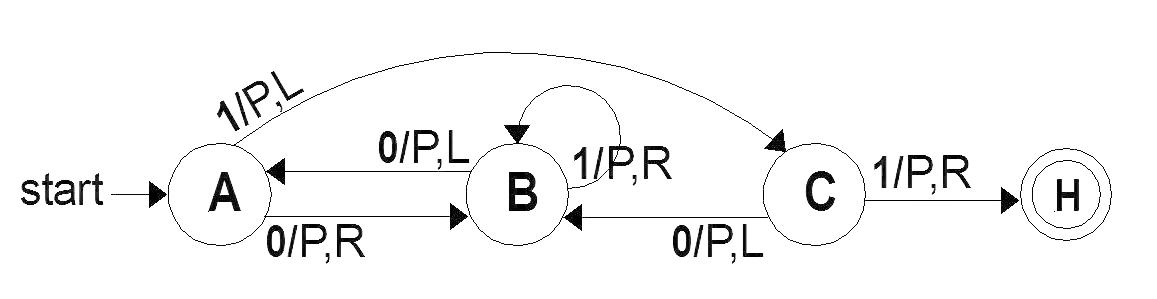 1/P,L
0/P,L
1/P,R
1/P,R
start
A
B
C
H
0/P,R
0/P,L